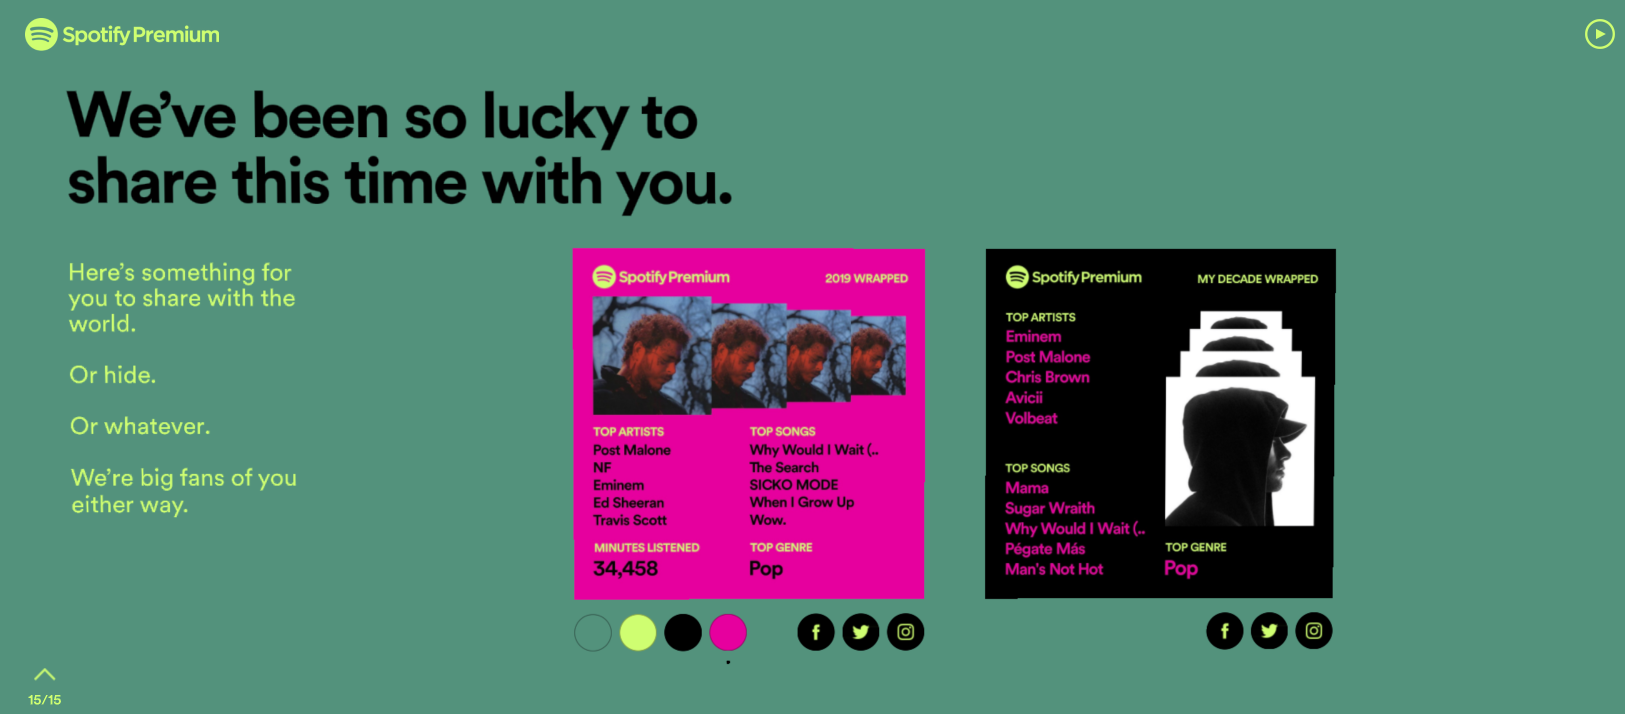 Spotify Premium
We've been so lucky to
share this time with you.
Here's something for
you to share with the
world.
Or hide.
Or whatever.
We're big fans of you
either way.
Spotify Premium
2019 WRAPPED
TOP ARTISTS
Post Malone
NF
Eminem
Ed Sheeran
Travis Scott
TOP SONGS
Why Would I Wait (..
The Search
SICKO MODE
When I Grow Up
Wow.
MINUTES LISTENED
34,458
TOP GENRE
Pop
Spotify Premium
MY DECADE WRAPPED
TOP ARTISTS
Eminem
Post Malone
Chris Brown
Avicii
Volbeat
TOP SONGS
Mama
Sugar Wraith
Why Would I Wait (..
Pégate Más
Man's Not Hot
TOP GENRE
Pop
15/15